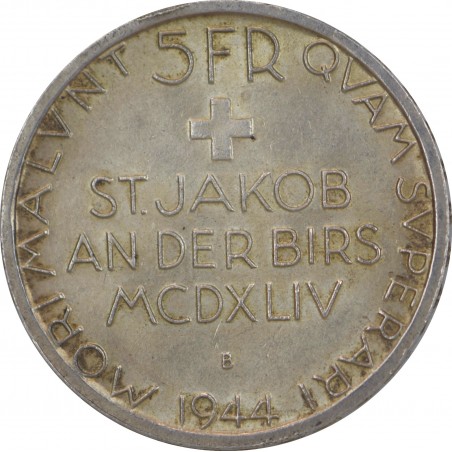 MORI MALVNT 5FR QVAM SVPERARI
ST. JAKOB
AN DER BIRS
MCDXLIV
B
1944